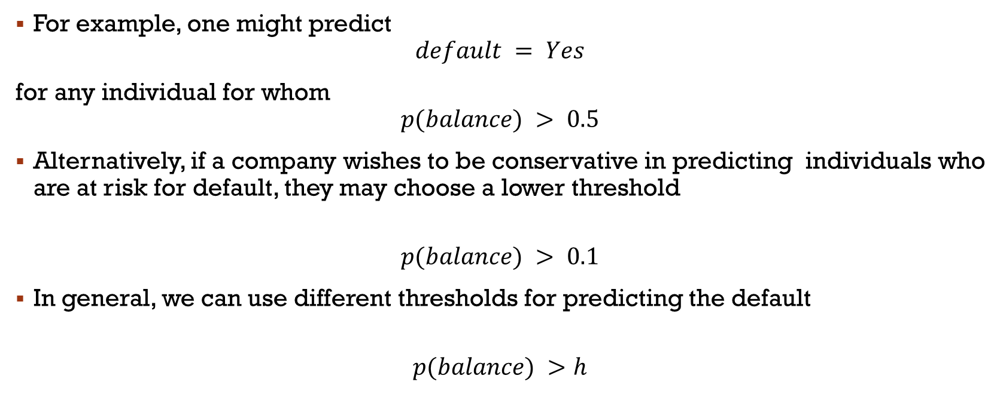 ▪ For example, one might predict
default = Yes
for any individual for whom
p(balance) > 0.5
▪ Alternatively, if a company wishes to be conservative in predicting individuals who
are at risk for default, they may choose a lower threshold
p(balance) > 0.1
▪ In general, we can use different thresholds for predicting the default
p(balance) > h